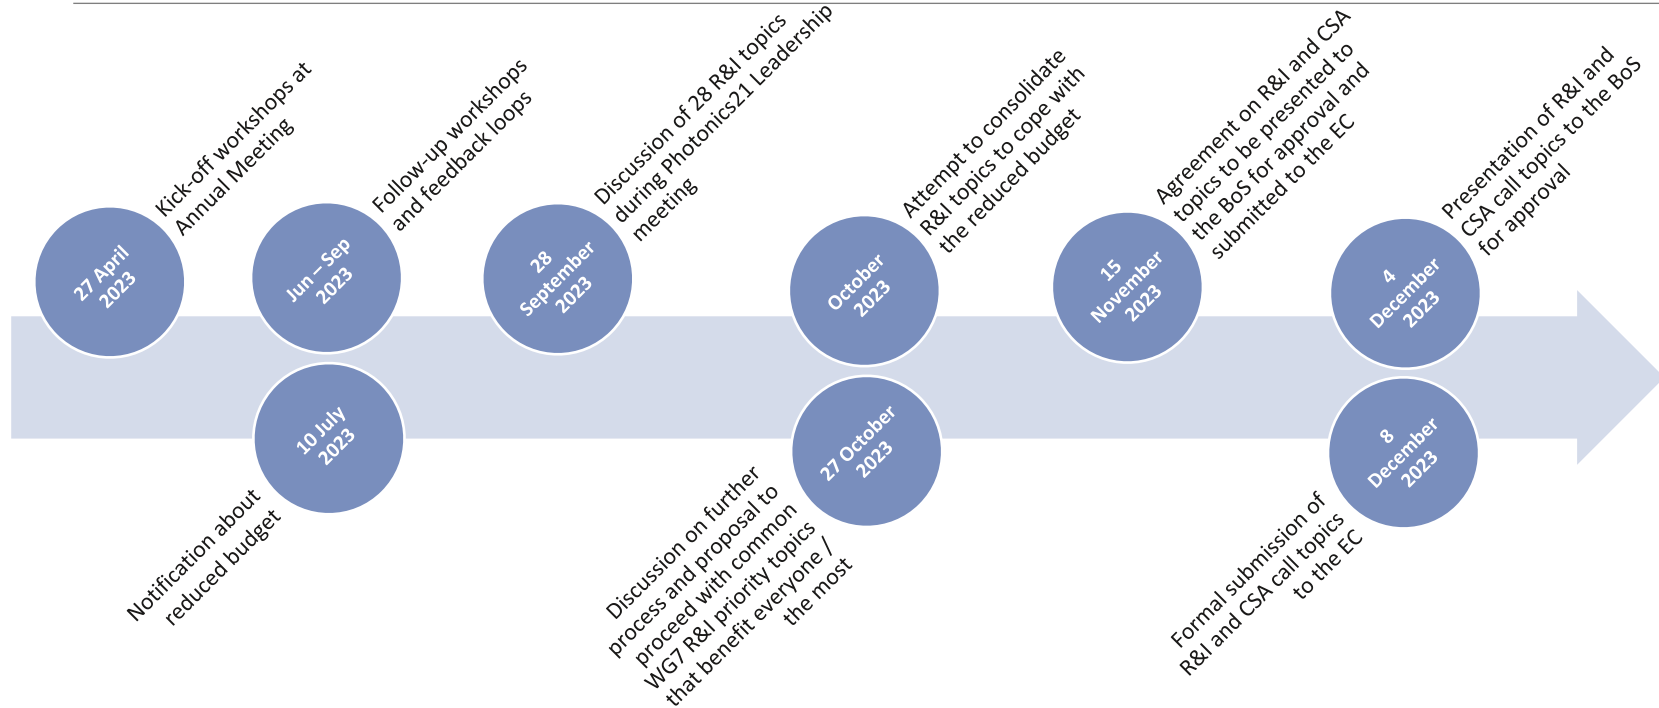 27 April
2023
Kick-off workshops at
Annual Meeting
Jun – Sep
2023
Follow-up workshops
and feedback loops
10 July
2023
Notification about
reduced budget
28
September
2023
Discussion of 28 R&I topics
during Photonics21 Leadership
meeting
October
2023
Attempt to consolidate
R&I topics to cope with
the reduced budget
27 October
2023
Discussion on further
process and proposal to
proceed with common
WG7 R&I priority topics
that benefit everyone /
the most
15
November
2023
Agreement on R&I and CSA
topics to be presented to
the BoS for approval and
submitted to the EC
4
December
2023
Presentation of R&I and
CSA call topics to the BoS
for approval
8
December
2023
Formal submission of
R&I and CSA call topics
to the EC